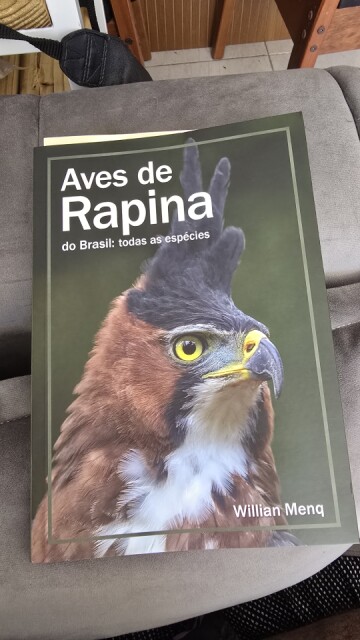 Aves de
Rapina
do Brasil: todas as espécies
Willian Menq